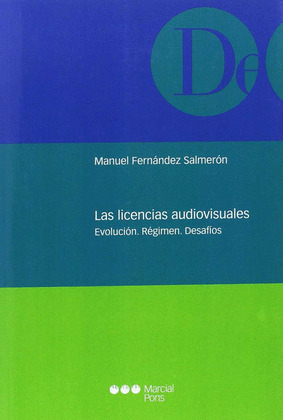 De
Manuel Fernández Salmerón
Las licencias audiovisuales
Evolución. Régimen. Desafíos
Marcial
Pons